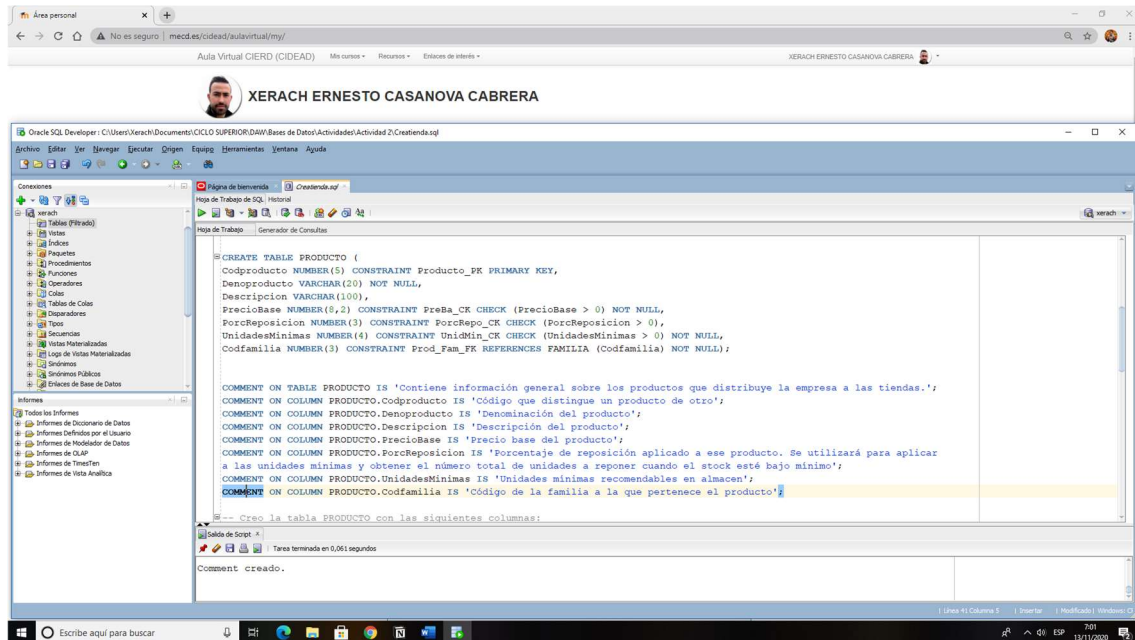 Área personal
No es seguro | mecd.es/cidead/aulavirtual/my/
Aula Virtual CIERD (CIDEAD) Mis cursos Recursos Enlaces de interés XERACH ERNESTO CASANOVA CABRERA
XERACH ERNESTO CASANOVA CABRERA
Oracle SQL Developer : C:\Users\Xerach\Documents\CICLO SUPERIOR\DAW\Bases de Datos\Actividades\Actividad 2\Creatienda.sql
Archivo Editar Ver Navegar Ejecutar Origen Equipo Herramientas Ventana Ayuda
Conexiones
xerach
Tablas (Filtrado)
Vistas
Índices
Paquetes
Procedimientos
Funciones
Operadores
Colas
Tablas de Colas
Disparadores
Tipos
Secuencias
Vistas Materializadas
Logs de Vistas Materializadas
Sinónimos
Sinónimos Públicos
Enlaces de Base de Datos
Informes
Todos los Informes
Informes de Diccionario de Datos
Informes Definidos por el Usuario
Informes de Modelador de Datos
Informes de OLAP
Informes de TimesTen
Informes de Vista Analítica
Página de bienvenida Creatienda.sql
Hoja de Trabajo de SQL Historial
xerach
Hoja de Trabajo Generador de Consultas
CREATE TABLE PRODUCTO (
Codproducto NUMBER(5) CONSTRAINT Producto_PK PRIMARY KEY,
Denoproducto VARCHAR(20) NOT NULL,
Descripcion VARCHAR(100),
PrecioBase NUMBER(8,2) CONSTRAINT PreBa_CK CHECK (PrecioBase > 0) NOT NULL,
PorcReposicion NUMBER(3) CONSTRAINT PorcRepo_CK CHECK (PorcReposicion > 0),
UnidadesMinimas NUMBER(4) CONSTRAINT UnidMin_CK CHECK (UnidadesMinimas > 0) NOT NULL,
Codfamilia NUMBER(3) CONSTRAINT Prod_Fam_FK REFERENCES FAMILIA (Codfamilia) NOT NULL);
COMMENT ON TABLE PRODUCTO IS 'Contiene información general sobre los productos que distribuye la empresa a las tiendas.';
COMMENT ON COLUMN PRODUCTO.Codproducto IS 'Código que distingue un producto de otro';
COMMENT ON COLUMN PRODUCTO.Denoproducto IS 'Denominación del producto';
COMMENT ON COLUMN PRODUCTO.Descripcion IS 'Descripción del producto';
COMMENT ON COLUMN PRODUCTO.PrecioBase IS 'Precio base del producto';
COMMENT ON COLUMN PRODUCTO.PorcReposicion IS 'Porcentaje de reposición aplicado a ese producto. Se utilizará para aplicar
a las unidades mínimas y obtener el número total de unidades a reponer cuando el stock esté bajo mínimo';
COMMENT ON COLUMN PRODUCTO.UnidadesMinimas IS 'Unidades mínimas recomendables en almacen';
COMMENT ON COLUMN PRODUCTO.Codfamilia IS 'Código de la familia a la que pertenece el producto';
-- Creo la tabla PRODUCTO con las siguientes columnas:
Salida de Script
Tarea terminada en 0,061 segundos
Comment creado.
Línea 41 Columna 5 | Insertar | Modificado | Windows: C
Escribe aquí para buscar
ESP
7:01
13/11/2020